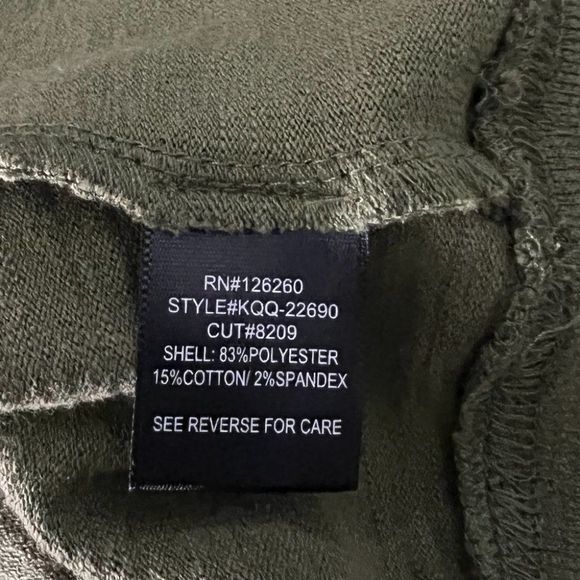 RN#126260
STYLE#KQQ-22690
CUT#8209
SHELL: 83%POLYESTER
15%COTTON/ 2%SPANDEX
SEE REVERSE FOR CARE